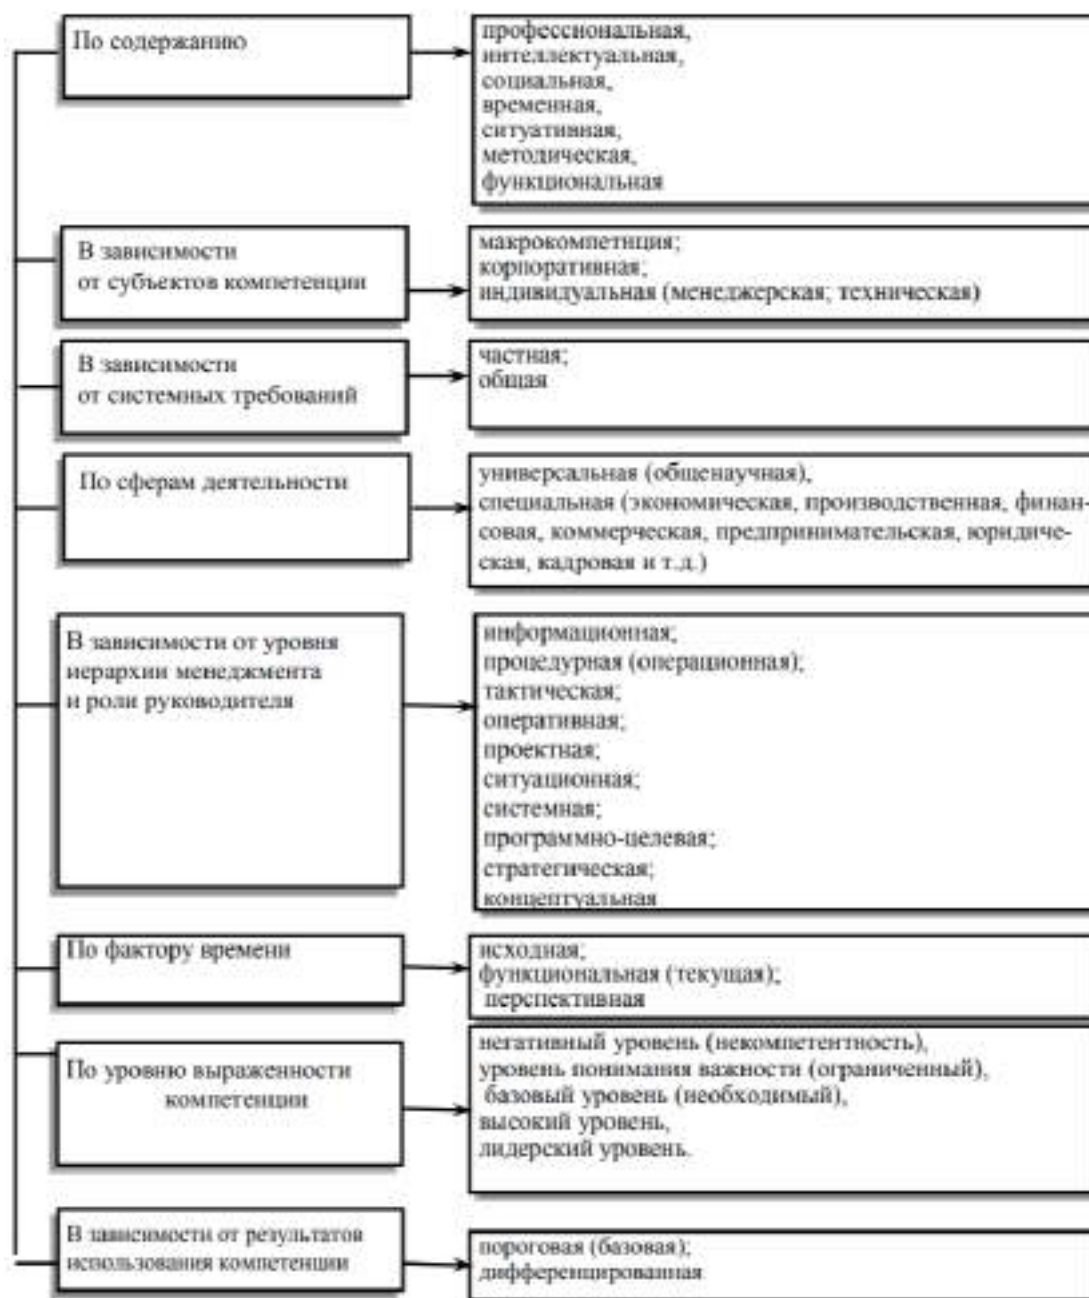 По содержанию
профессиональная,
интеллектуальная,
социальная,
временная,
ситуативная,
методическая,
функциональная
В зависимости
от субъектов компетенции
макрокомпетнция;
корпоративная;
индивидуальная (менеджерская; техническая)
В зависимости
от системных требований
частная;
общая
По сферам деятельности
универсальная (общенаучная),
специальная (экономическая, производственная, финан-
совая, коммерческая, предпринимательская, юридиче-
ская, кадровая и т.д.)
В зависимости от уровня
иерархии менеджмента
и роли руководителя
информационная;
процедурная (операционная);
тактическая;
оперативная;
проектная;
ситуационная;
системная;
программно-целевая;
стратегическая;
концептуальная
По фактору времени
исходная;
функциональная (текущая);
перспективная
По уровню выраженности
компетенции
негативный уровень (некомпетентность),
уровень понимания важности (ограниченный),
базовый уровень (необходимый),
высокий уровень,
лидерский уровень.
В зависимости от результатов
использования компетенции
пороговая (базовая);
дифференцированная